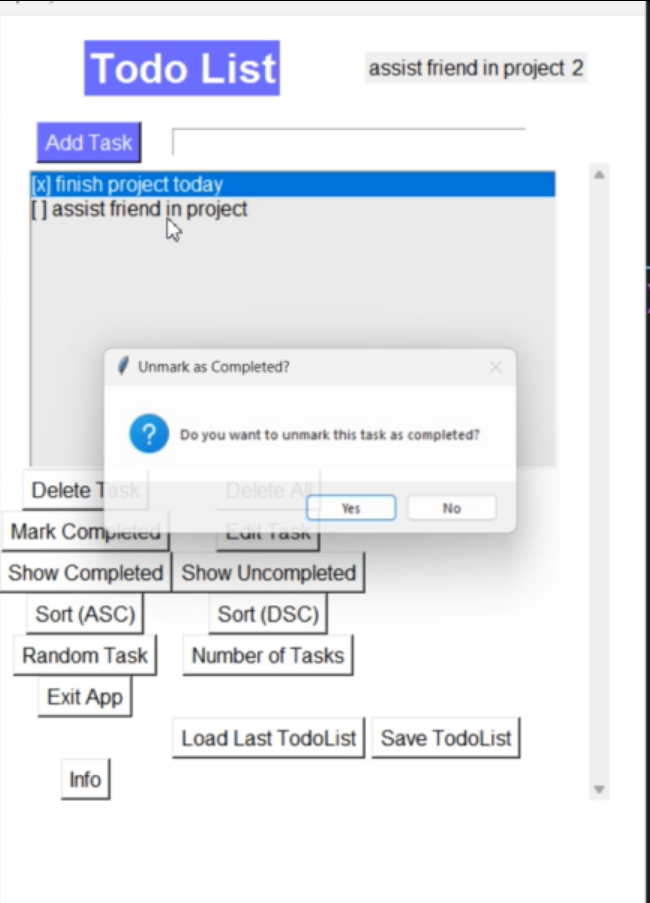 Todo List
assist friend in project 2
Add Task
[x] finish project today
[ ] assist friend in project
Unmark as Completed?
Do you want to unmark this task as completed?
Yes No
Delete Task Delete All
Mark Completed Edit Task
Show Completed Show Uncompleted
Sort (ASC) Sort (DSC)
Random Task Number of Tasks
Exit App
Load Last TodoList Save TodoList
Info